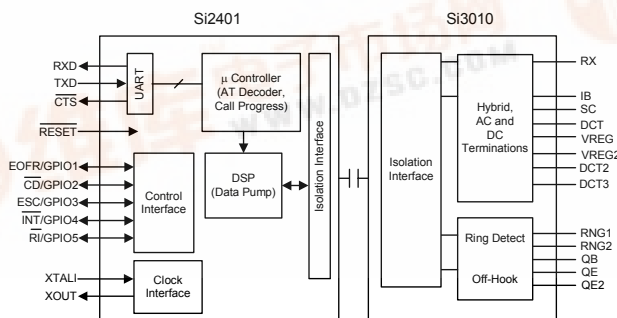 Si2401
Si3010
RXD
TXD
CTS
RESET
EOFR/GPIO1
CD/GPIO2
ESC/GPIO3
INT/GPIO4
RI/GPIO5
XTALI
XOUT
UART
µ Controller
(AT Decoder,
Call Progress)
DSP
(Data Pump)
Control
Interface
Clock
Interface
Isolation Interface
Isolation
Interface
Hybrid,
AC and
DC
Terminations
Ring Detect
Off-Hook
RX
IB
SC
DCT
VREG
VREG2
DCT2
DCT3
RNG1
RNG2
QB
QE
QE2
WWW.DZSC.COM